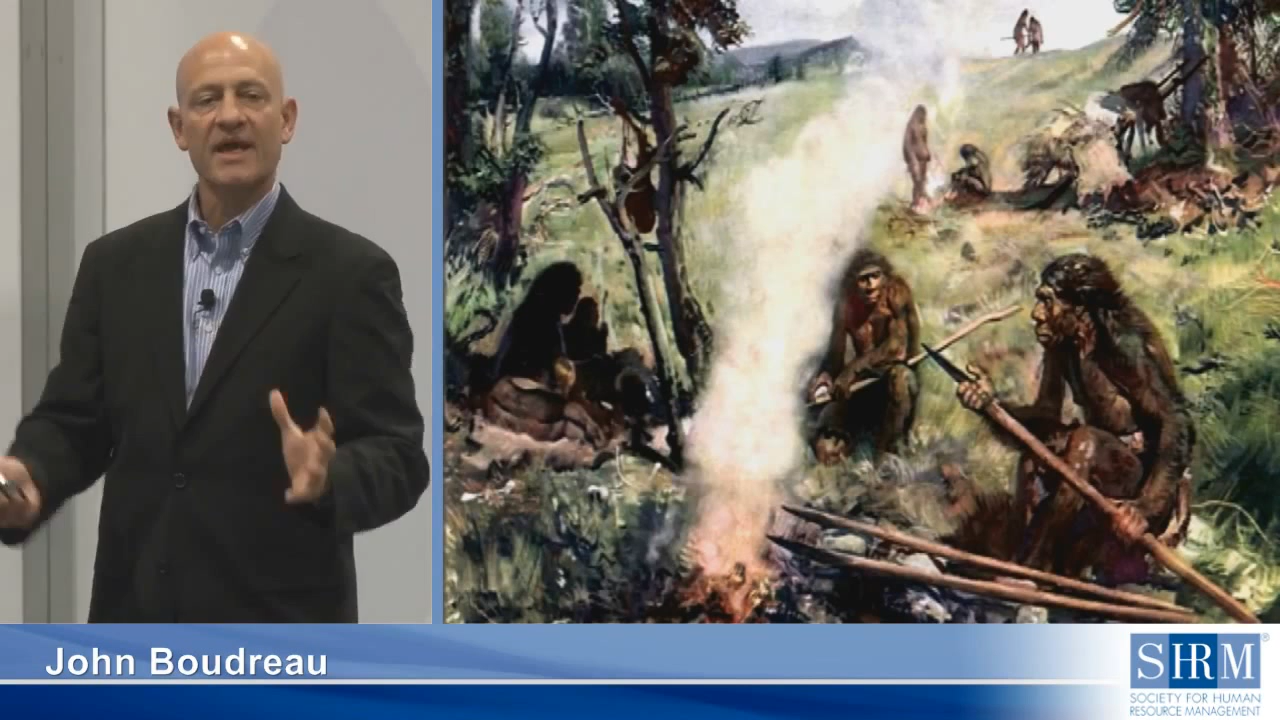 John Boudreau
SHRM®
SOCIETY FOR HUMAN
RESOURCE MANAGEMENT